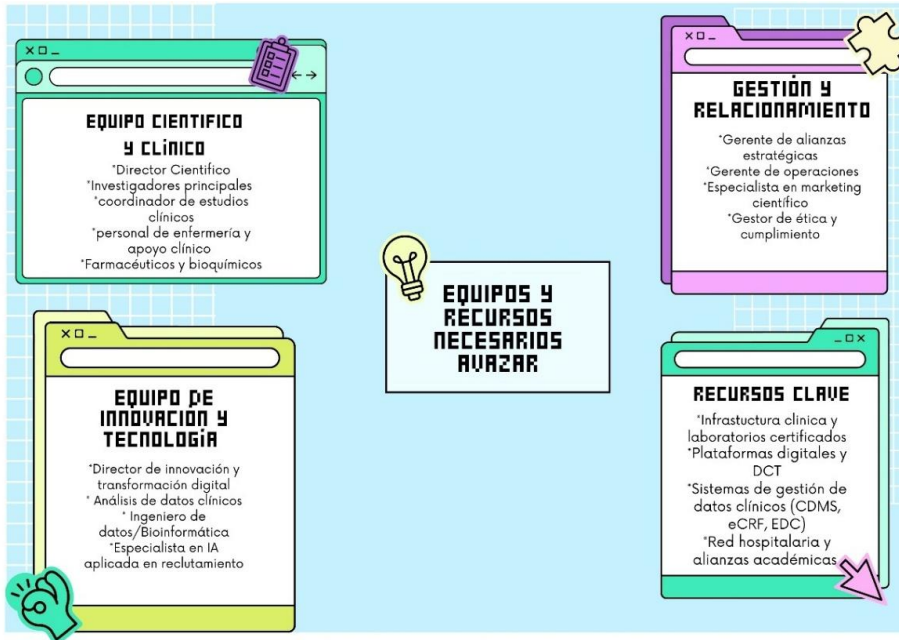 EQUIPO CIENTIFICO
Y CLÍNICO
*Director Cientifico
*Investigadores principales
*coordinador de estudios
clínicos
*personal de enfermería y
apoyo clínico
*Farmacéuticos y bioquímicos
GESTIÓN Y
RELACIONAMIENTO
*Gerente de alianzas
estratégicas
*Gerente de operaciones
*Especialista en marketing
científico
*Gestor de ética y
cumplimiento
EQUIPOS Y
RECURSOS
NECESARIOS
AVAZAR
EQUIPO DE
INNOVACIÓN Y
TECNOLOGÍA
*Director de innovación y
transformación digital
* Análisis de datos clínicos
* Ingeniero de
datos/Bioinformática
*Especialista en IA
aplicada en reclutamiento
RECURSOS CLAVE
*Infrastuctura clinica y
laboratorios certificados
*Plataformas digitales y
DCT
*Sistemas de gestión de
datos clínicos (CDMS,
eCRF, EDC)
*Red hospitalaria y
alianzas académicas